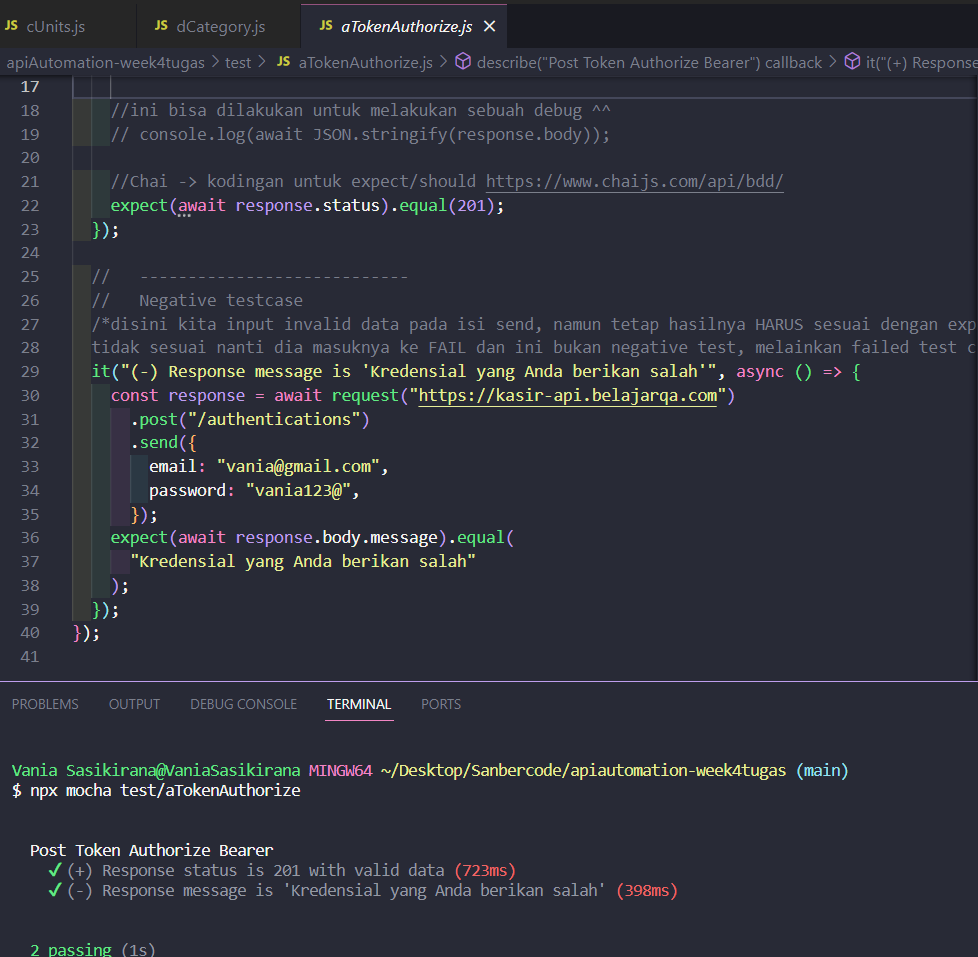 JS cUnits.js JS dCategory.js JS aTokenAuthorize.js
apiAutomation-week4tugas > test > JS aTokenAuthorize.js > describe("Post Token Authorize Bearer") callback > it("(+) Response
17
18 //ini bisa dilakukan untuk melakukan sebuah debug ^^
19 // console.log(await JSON.stringify(response.body));
20
21 //Chai -> kodingan untuk expect/should https://www.chaijs.com/api/bdd/
22 expect(await response.status).equal(201);
23 });
24
25 // ----------------------------
26 // Negative testcase
27 /*disini kita input invalid data pada isi send, namun tetap hasilnya HARUS sesuai dengan exp
28 tidak sesuai nanti dia masuknya ke FAIL dan ini bukan negative test, melainkan failed test c
29 it("(-) Response message is 'Kredensial yang Anda berikan salah'", async () => {
30 const response = await request("https://kasir-api.belajarqa.com")
31 .post("/authentications")
32 .send({
33 email: "vania@gmail.com",
34 password: "vania123@",
35 });
36 expect(await response.body.message).equal(
37 "Kredensial yang Anda berikan salah"
38 );
39 });
40 });
41
PROBLEMS OUTPUT DEBUG CONSOLE TERMINAL PORTS
Vania Sasikirana@VaniaSasikirana MINGW64 ~/Desktop/Sanbercode/apiautomation-week4tugas (main)
$ npx mocha test/aTokenAuthorize
Post Token Authorize Bearer
✓ (+) Response status is 201 with valid data (723ms)
✓ (-) Response message is 'Kredensial yang Anda berikan salah' (398ms)
2 passing (1s)